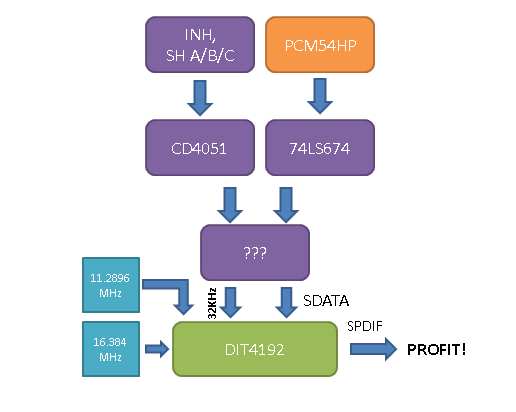 INH,
SH A/B/C
PCM54HP
CD4051
74LS674
???
11.2896
MHz
32KHz
SDATA
16.384
MHz
DIT4192
SPDIF
PROFIT!